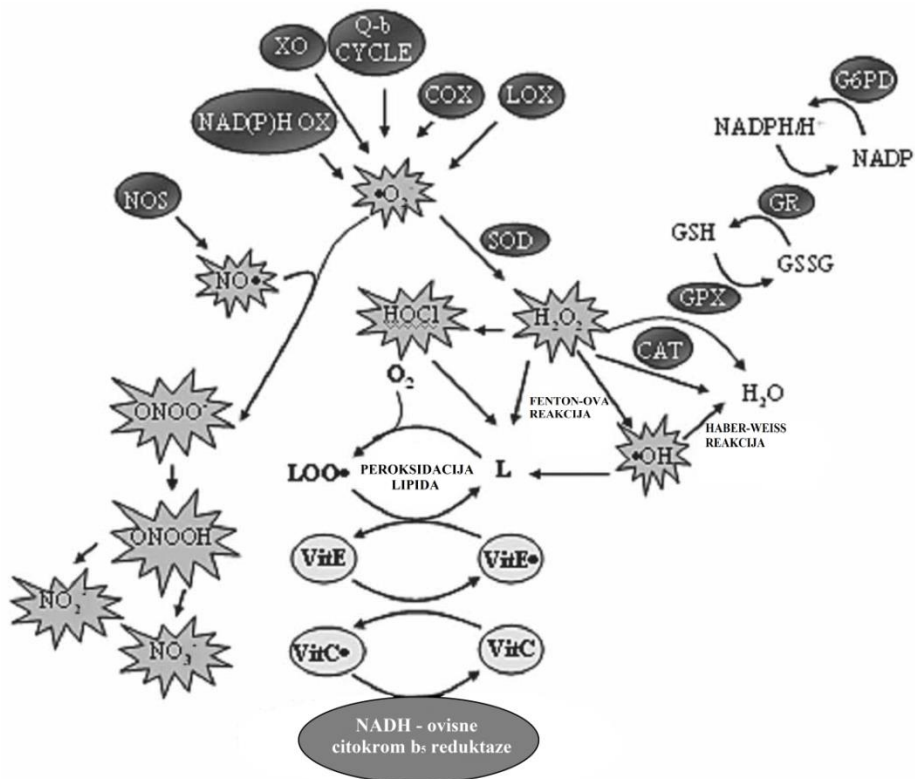 XO
Q-b
CYCLE
NAD(P)H OX
COX
LOX
G6PD
NADPH/H
NADP
NOS
•O₂⁻
GR
GSH
GSSG
SOD
NO•
GPX
HOCl
H₂O₂
CAT
O₂
H₂O
ONOO⁻
FENTON-OVA
REAKCIJA
HABER-WEISS
REAKCIJA
•OH
LOO•
PEROKSIDACIJA
LIPIDA
L
ONOOH
VitE
VitE•
NO₂⁻
NO₃⁻
VitC•
VitC
NADH - ovisne
citokrom b₅ reduktaze